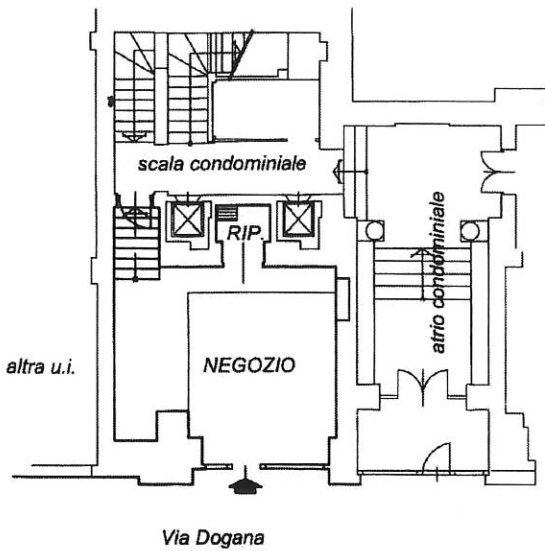 scala condominiale
RIP.
atrio condominiale
altra u.i.
NEGOZIO
Via Dogana